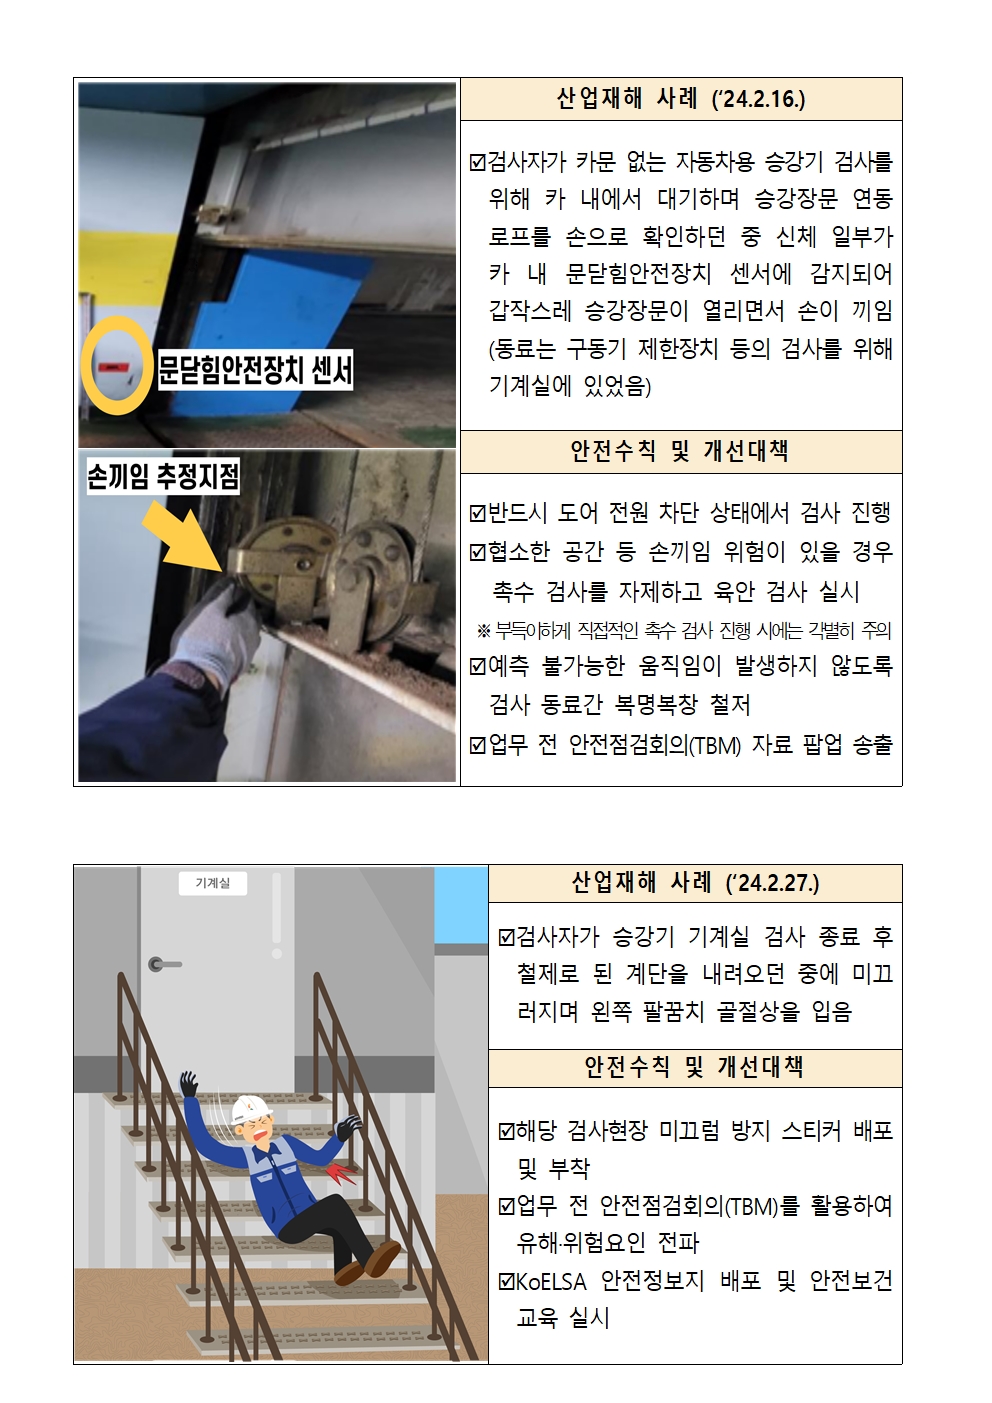 문닫힘안전장치 센서
손끼임 추정지점
산업재해 사례 (‘24.2.16.)
☑검사자가 카문 없는 자동차용 승강기 검사를
위해 카 내에서 대기하며 승강장문 연동
로프를 손으로 확인하던 중 신체 일부가
카 내 문닫힘안전장치 센서에 감지되어
갑작스레 승강장문이 열리면서 손이 끼임
(동료는 구동기 제한장치 등의 검사를 위해
기계실에 있었음)
안전수칙 및 개선대책
☑반드시 도어 전원 차단 상태에서 검사 진행
☑협소한 공간 등 손끼임 위험이 있을 경우
촉수 검사를 자제하고 육안 검사 실시
※ 부득이하게 직접적인 촉수 검사 진행 시에는 각별히 주의
☑예측 불가능한 움직임이 발생하지 않도록
검사 동료간 복명복창 철저
☑업무 전 안전점검회의(TBM) 자료 팝업 송출
기계실
산업재해 사례 (‘24.2.27.)
☑검사자가 승강기 기계실 검사 종료 후
철제로 된 계단을 내려오던 중에 미끄
러지며 왼쪽 팔꿈치 골절상을 입음
안전수칙 및 개선대책
☑해당 검사현장 미끄럼 방지 스티커 배포
및 부착
☑업무 전 안전점검회의(TBM)를 활용하여
유해·위험요인 전파
☑KoELSA 안전정보지 배포 및 안전보건
교육 실시